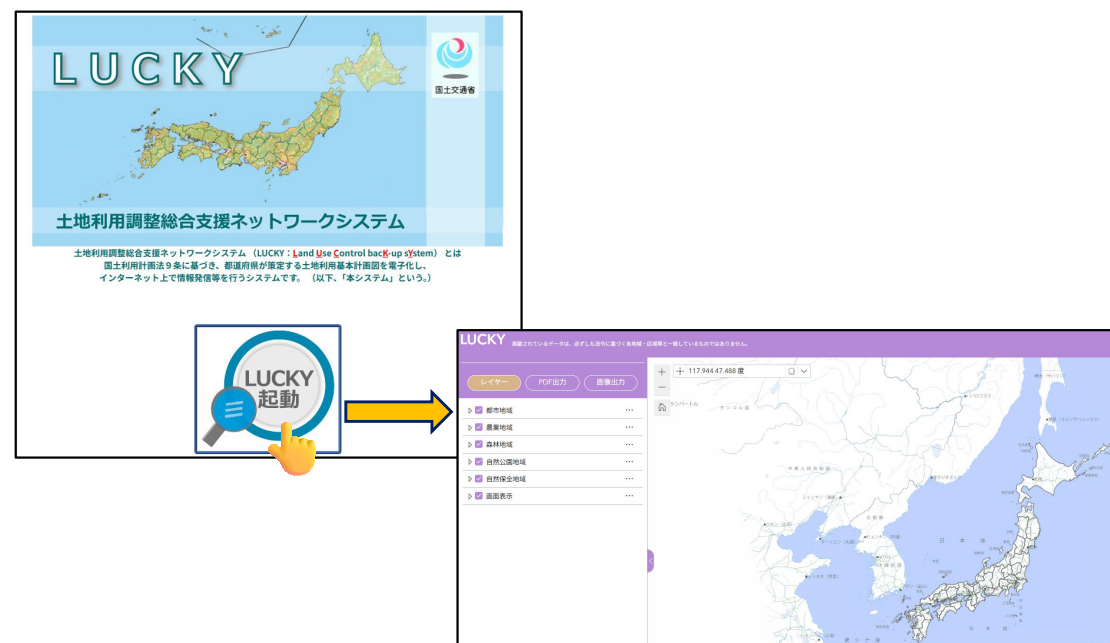 LUCKY
国土交通省
土地利用調整総合支援ネットワークシステム
土地利用調整総合支援ネットワークシステム（LUCKY：Land Use Control bacK-up sYstem）とは
国土利用計画法９条に基づき、都道府県が策定する土地利用基本計画図を電子化し、
インターネット上で情報発信等を行うシステムです。（以下、「本システム」という。）
LUCKY
起動
LUCKY 掲載されているデータは、必ずしも法令に基づく各地域・区域等と一致しているものではありません。
レイヤー PDF出力 画像出力
117.944 47.488 度
都市地域
農業地域
森林地域
自然公園地域
自然保全地域
画面表示
中華人民共和国
日本海